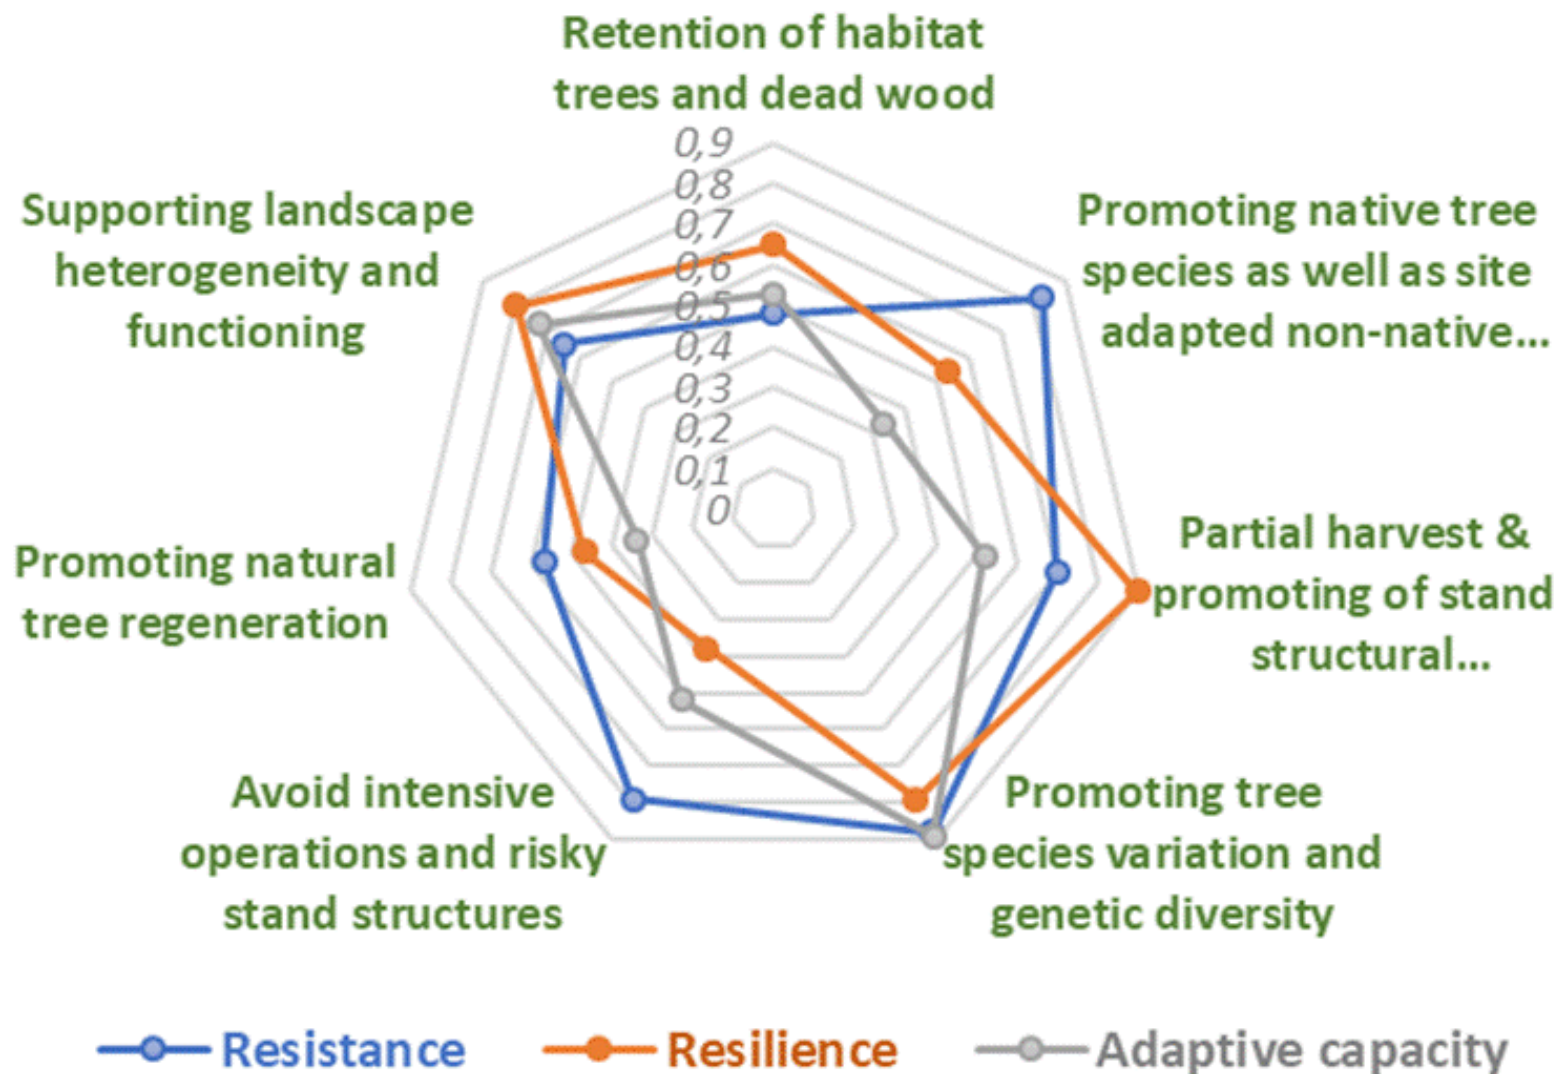 Retention of habitat
trees and dead wood
0,9
0,8
0,7
0,6
0,5
0,4
0,3
0,2
0,1
0
Supporting landscape
heterogeneity and
functioning
Promoting native tree
species as well as site
adapted non-native...
Promoting natural
tree regeneration
Partial harvest &
promoting of stand
structural...
Avoid intensive
operations and risky
stand structures
Promoting tree
species variation and
genetic diversity
Resistance
Resilience
Adaptive capacity